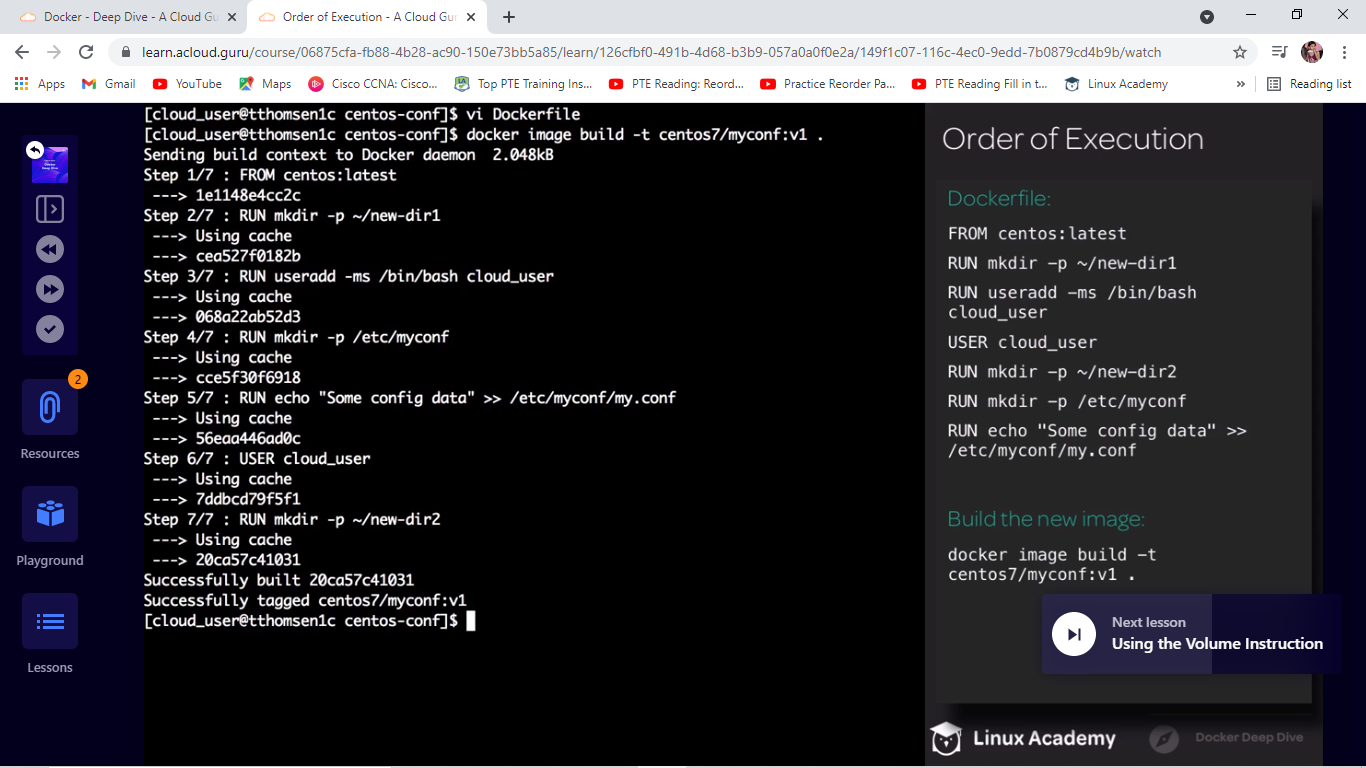 Docker - Deep Dive - A Cloud Gu
Order of Execution - A Cloud Gur
learn.acloud.guru/course/06875cfa-fb88-4b28-ac90-150e73bb5a85/learn/126cfbf0-491b-4d68-b3b9-057a0a0f0e2a/149f1c07-116c-4ec0-9edd-7b0879cd4b9b/watch
Apps
Gmail
YouTube
Maps
Cisco CCNA: Cisco...
Top PTE Training Ins...
PTE Reading: Reord...
Practice Reorder Pa...
PTE Reading Fill in t...
Linux Academy
»
Reading list
2
Resources
Playground
Lessons
[cloud_user@tthomsen1c centos-conf]$ vi Dockerfile
[cloud_user@tthomsen1c centos-conf]$ docker image build -t centos7/myconf:v1 .
Sending build context to Docker daemon  2.048kB
Step 1/7 : FROM centos:latest
---> 1e1148e4cc2c
Step 2/7 : RUN mkdir -p ~/new-dir1
---> Using cache
---> cea527f0182b
Step 3/7 : RUN useradd -ms /bin/bash cloud_user
---> Using cache
---> 068a22ab52d3
Step 4/7 : RUN mkdir -p /etc/myconf
---> Using cache
---> cce5f30f6918
Step 5/7 : RUN echo "Some config data" >> /etc/myconf/my.conf
---> Using cache
---> 56eaa446ad0c
Step 6/7 : USER cloud_user
---> Using cache
---> 7ddbcd79f5f1
Step 7/7 : RUN mkdir -p ~/new-dir2
---> Using cache
---> 20ca57c41031
Successfully built 20ca57c41031
Successfully tagged centos7/myconf:v1
[cloud_user@tthomsen1c centos-conf]$
Order of Execution
Dockerfile:
FROM centos:latest
RUN mkdir -p ~/new-dir1
RUN useradd -ms /bin/bash
cloud_user
USER cloud_user
RUN mkdir -p ~/new-dir2
RUN mkdir -p /etc/myconf
RUN echo "Some config data" >>
/etc/myconf/my.conf
Build the new image:
docker image build -t
centos7/myconf:v1 .
Next lesson
Using the Volume Instruction
Linux Academy
Docker Deep Dive